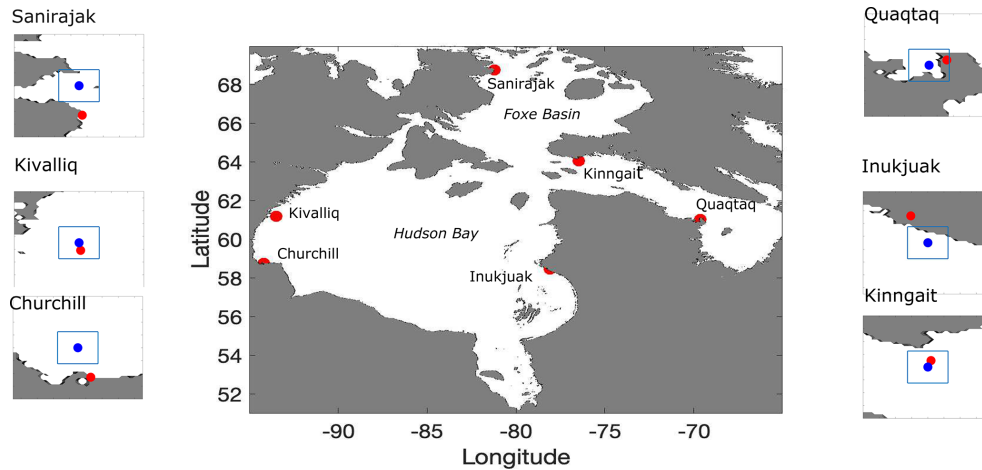 Sanirajak
Kivalliq
Churchill
68
66
64
62
60
58
56
54
52
Latitude
Sanirajak
Foxe Basin
Kinngait
Quaqtaq
Kivalliq
Hudson Bay
Churchill
Inukjuak
-90
-85
-80
-75
-70
Longitude
Quaqtaq
Inukjuak
Kinngait